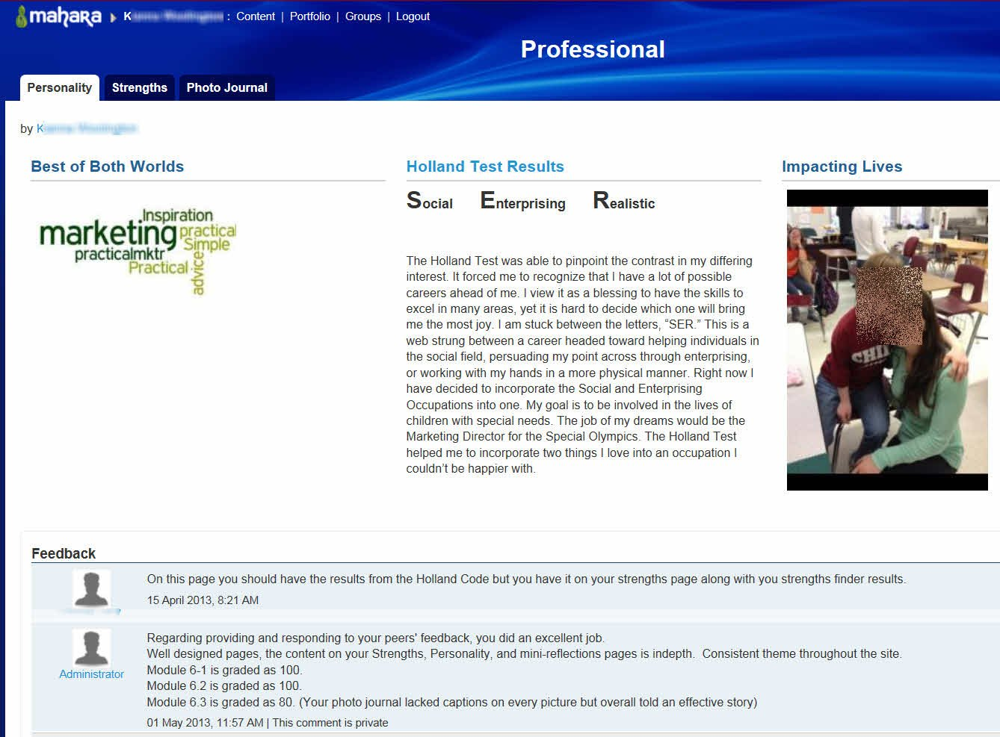 mahara K : Content | Portfolio | Groups | Logout
Professional
Personality Strengths Photo Journal
by K
Best of Both Worlds
Inspiration
marketing practical
Simple
practicalmktr
Practical
advice
Holland Test Results
Social Enterprising Realistic
The Holland Test was able to pinpoint the contrast in my differing
interest. It forced me to recognize that I have a lot of possible
careers ahead of me. I view it as a blessing to have the skills to
excel in many areas, yet it is hard to decide which one will bring
me the most joy. I am stuck between the letters, “SER.” This is a
web strung between a career headed toward helping individuals in
the social field, persuading my point across through enterprising,
or working with my hands in a more physical manner. Right now I
have decided to incorporate the Social and Enterprising
Occupations into one. My goal is to be involved in the lives of
children with special needs. The job of my dreams would be the
Marketing Director for the Special Olympics. The Holland Test
helped me to incorporate two things I love into an occupation I
couldn’t be happier with.
Impacting Lives
CHI
Feedback
On this page you should have the results from the Holland Code but you have it on your strengths page along with you strengths finder results.
15 April 2013, 8:21 AM
Regarding providing and responding to your peers' feedback, you did an excellent job.
Well designed pages, the content on your Strengths, Personality, and mini-reflections pages is indepth.  Consistent theme throughout the site.
Module 6-1 is graded as 100.
Module 6.2 is graded as 100.
Module 6.3 is graded as 80. (Your photo journal lacked captions on every picture but overall told an effective story)
Administrator
01 May 2013, 11:57 AM | This comment is private